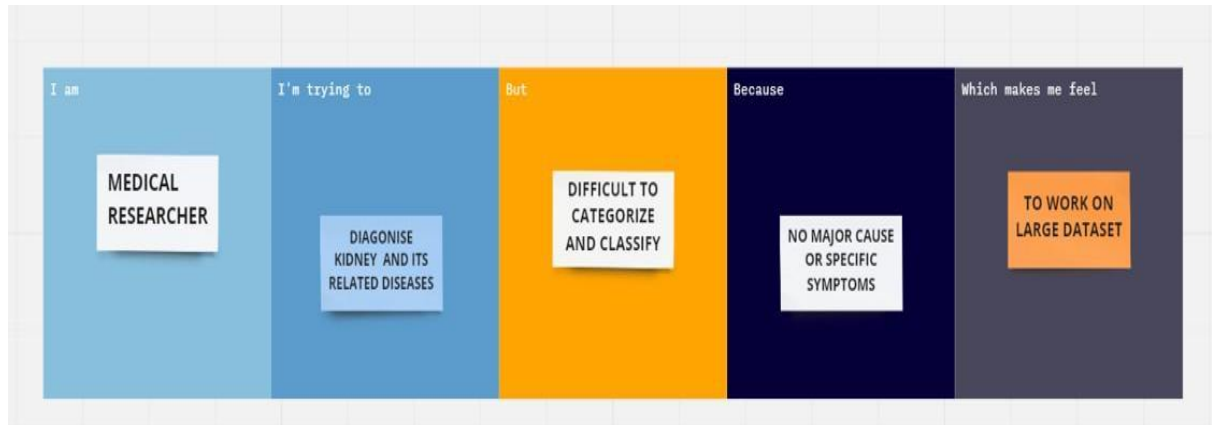 I am
MEDICAL
RESEARCHER
I'm trying to
DIAGONISE
KIDNEY AND ITS
RELATED DISEASES
But
DIFFICULT TO
CATEGORIZE
AND CLASSIFY
Because
NO MAJOR CAUSE
OR SPECIFIC
SYMPTOMS
Which makes me feel
TO WORK ON
LARGE DATASET